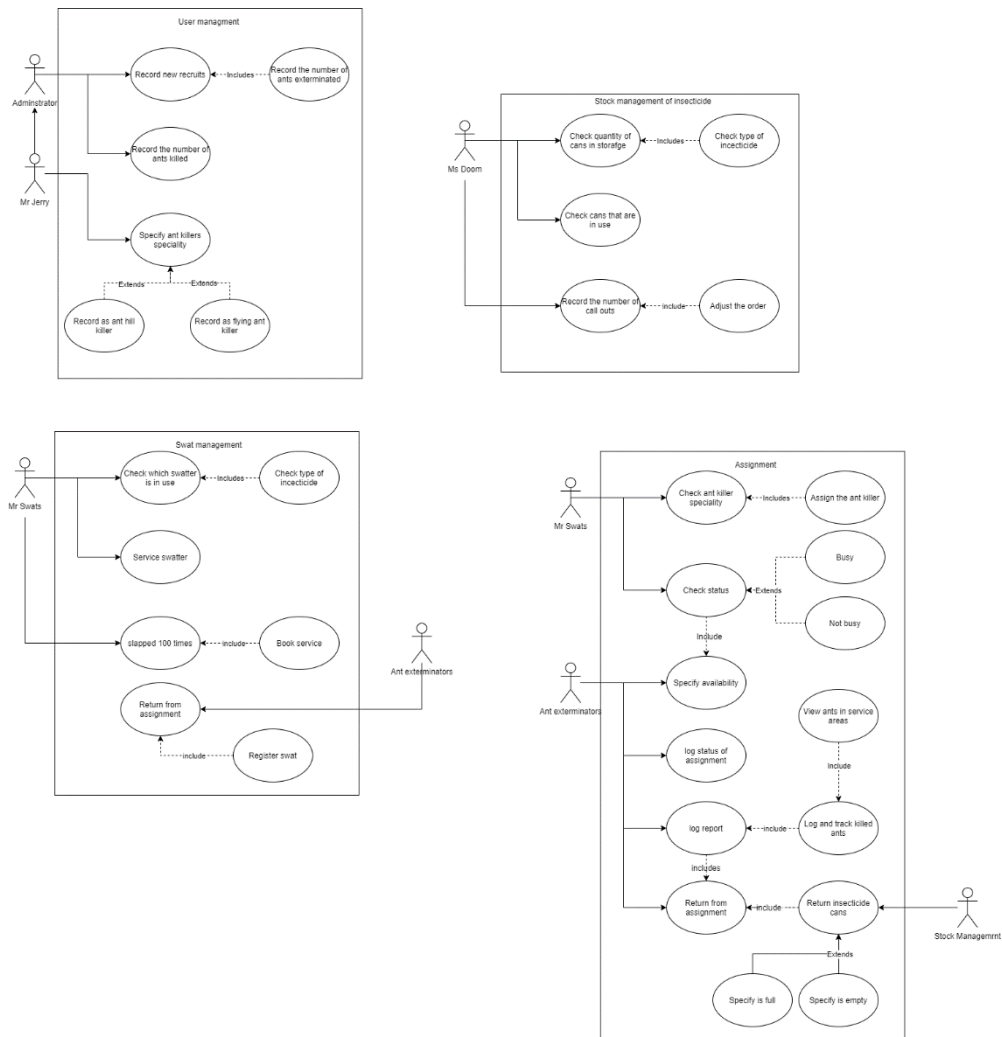 User managment
Record new recruits
Includes
Record the number of
ants exterminated
Adminstrator
Record the number of
ants killed
Mr Jerry
Specify ant killers
speciality
Extends
Extends
Record as ant hill
killer
Record as flying ant
killer
Stock management of insecticide
Ms Doom
Check quantity of
cans in storafge
Includes
Check type of
incecticide
Check cans that are
in use
Record the number of
call outs
include
Adjust the order
Swat management
Mr Swats
Check which swatter
is in use
Includes
Check type of
incecticide
Service swatter
slapped 100 times
include
Book service
Ant exterminators
Return from
assignment
include
Register swat
Assignment
Mr Swats
Check ant killer
speciality
Includes
Assign the ant killer
Busy
Check status
Extends
Not busy
Include
Ant exterminators
Specify availability
View ants in service
areas
log status of
assignment
Include
log report
include
Log and track killed
ants
includes
Return from
assignment
include
Return insecticide
cans
Stock Managemrnt
Extends
Specify is full
Specify is empty